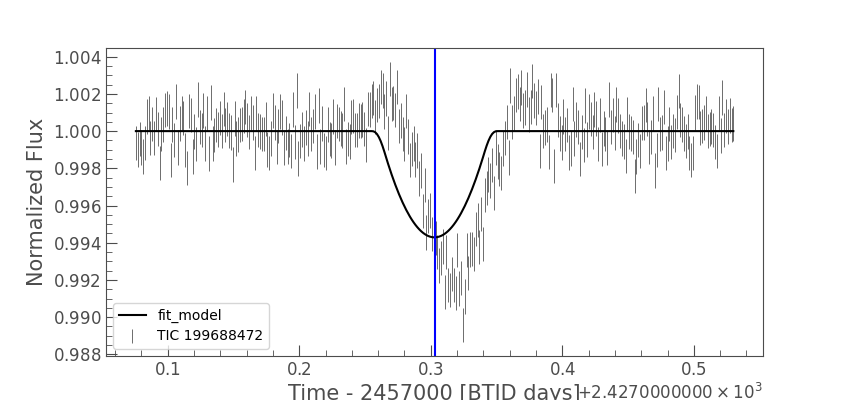 1.004
1.002
1.000
0.998
0.996
0.994
0.992
0.990
0.988
Normalized Flux
fit_model
TIC 199688472
0.1 0.2 0.3 0.4 0.5
Time - 2457000 [BTJD days]
+2.4270000000 × 10³